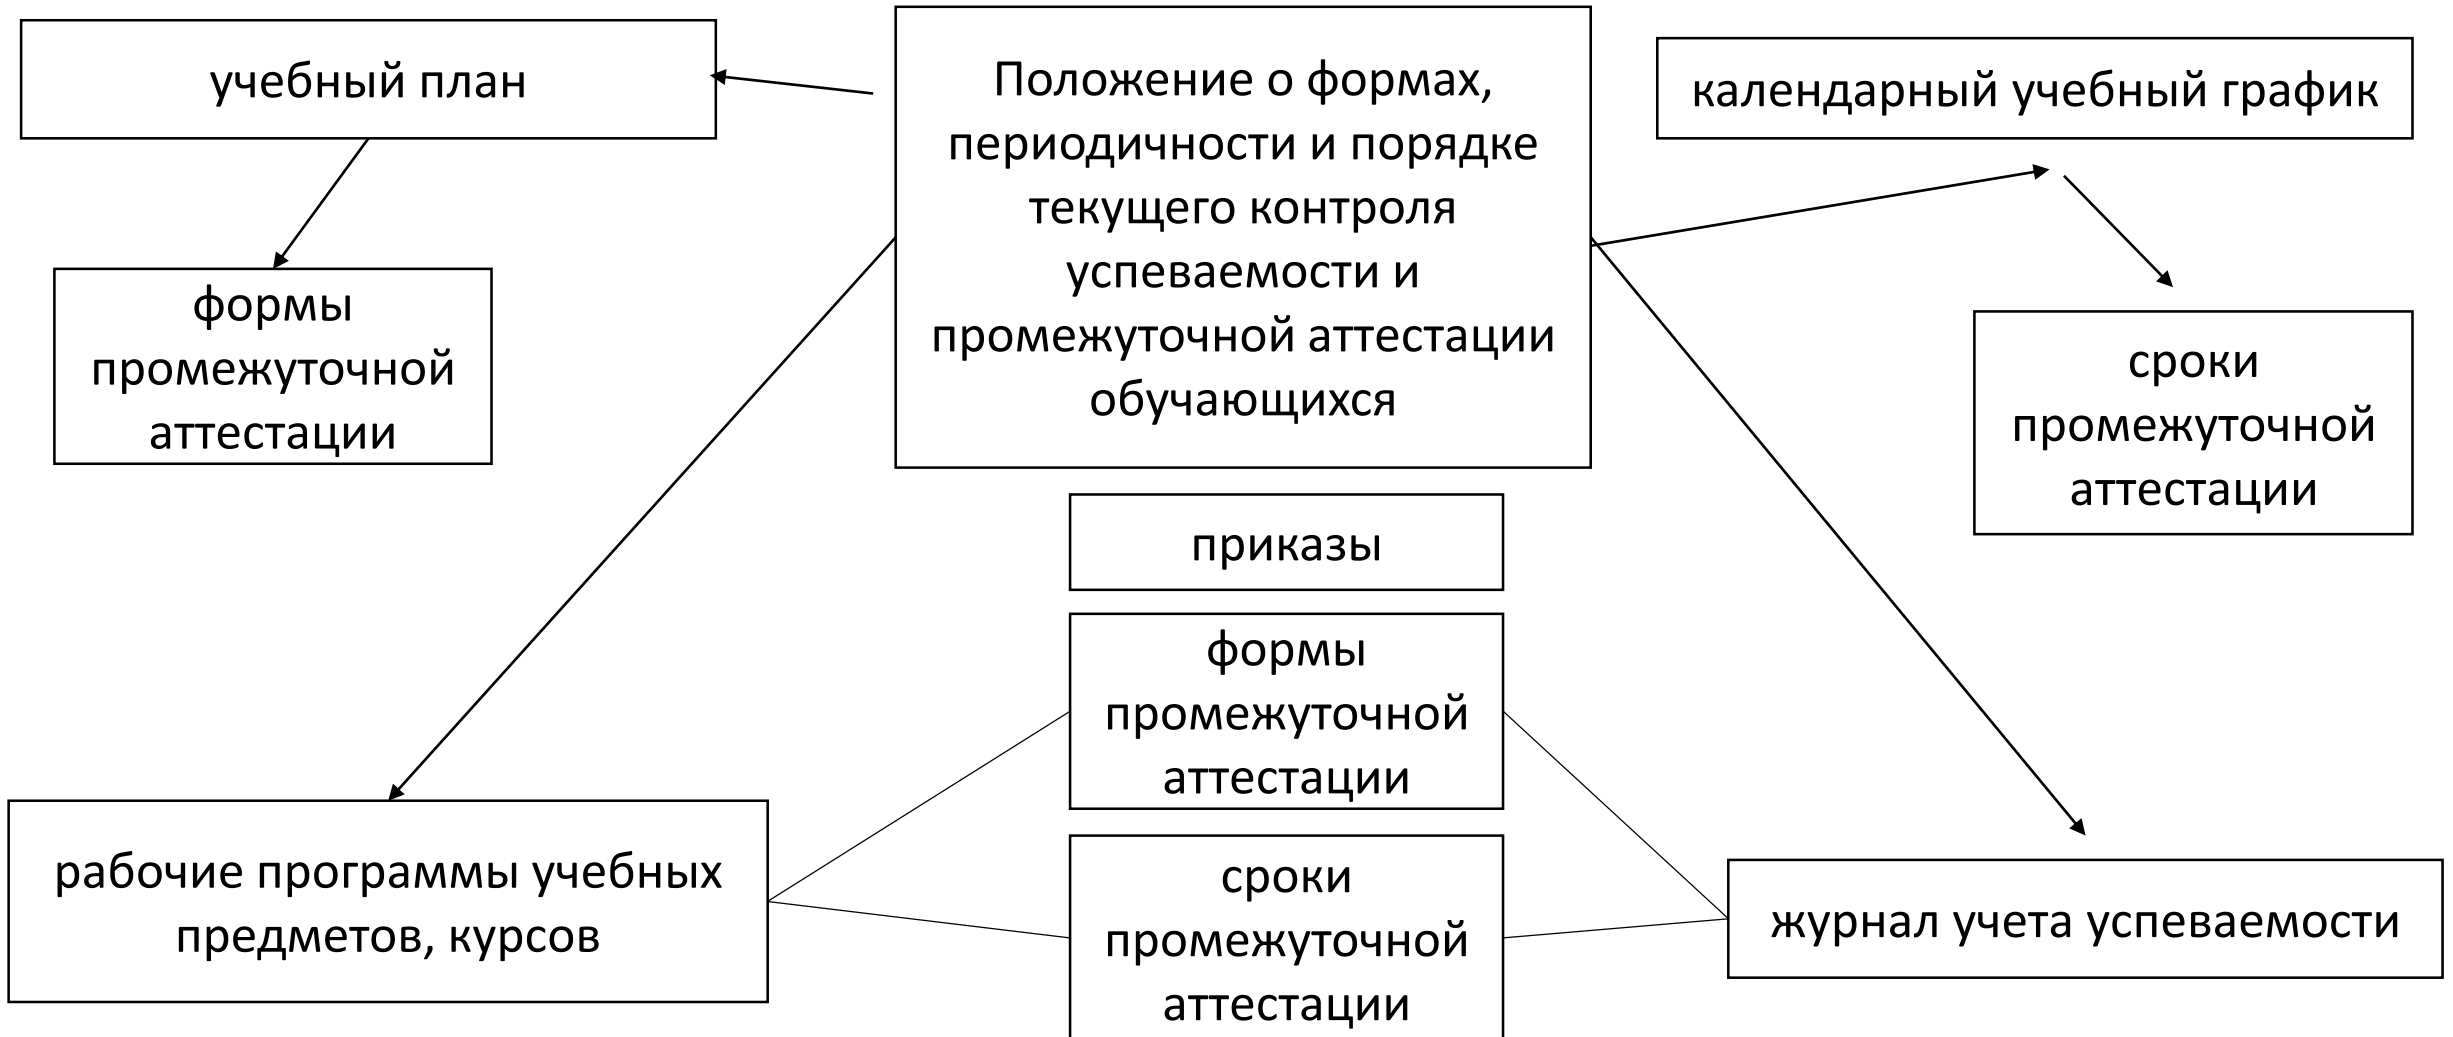 учебный план
Положение о формах,
периодичности и порядке
текущего контроля
успеваемости и
промежуточной аттестации
обучающихся
календарный учебный график
формы
промежуточной
аттестации
сроки
промежуточной
аттестации
приказы
формы
промежуточной
аттестации
рабочие программы учебных
предметов, курсов
сроки
промежуточной
аттестации
журнал учета успеваемости